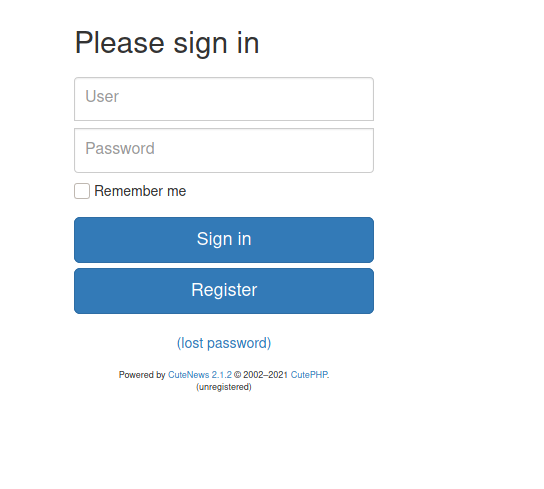 Please sign in
User
Password
Remember me
Sign in
Register
(lost password)
Powered by CuteNews 2.1.2 © 2002–2021 CutePHP.
(unregistered)